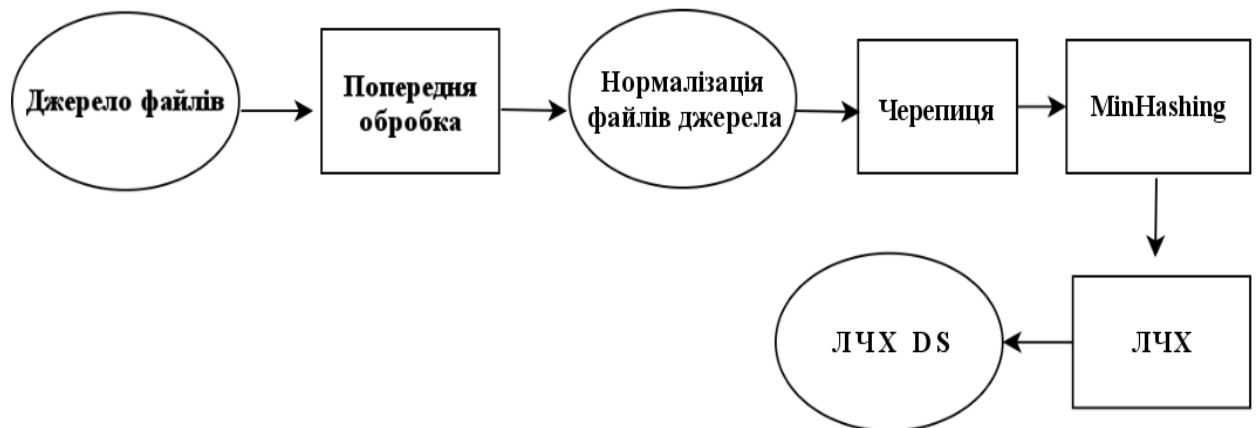 Джерело файлів
Попередня
обробка
Нормалізація
файлів джерела
Черепиця
MinHashing
ЛЧХ DS
ЛЧХ